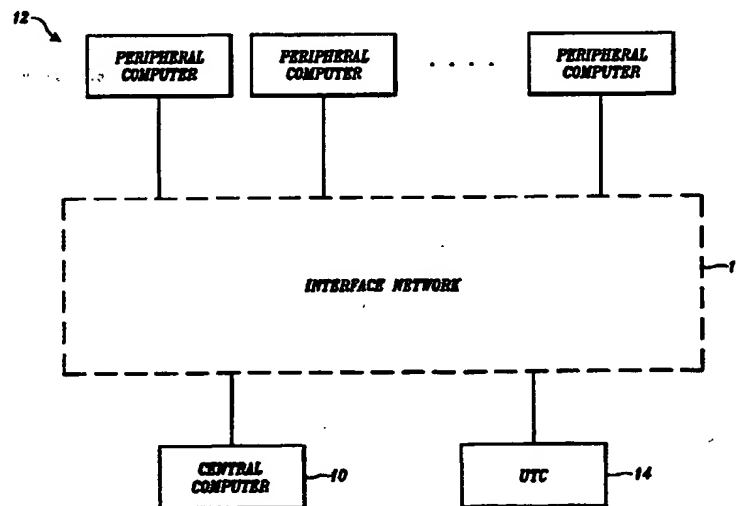 12
PERIPHERAL
COMPUTER
PERIPHERAL
COMPUTER
. . . .
PERIPHERAL
COMPUTER
INTERFACE NETWORK
1
CENTRAL
COMPUTER
10
UTC
14